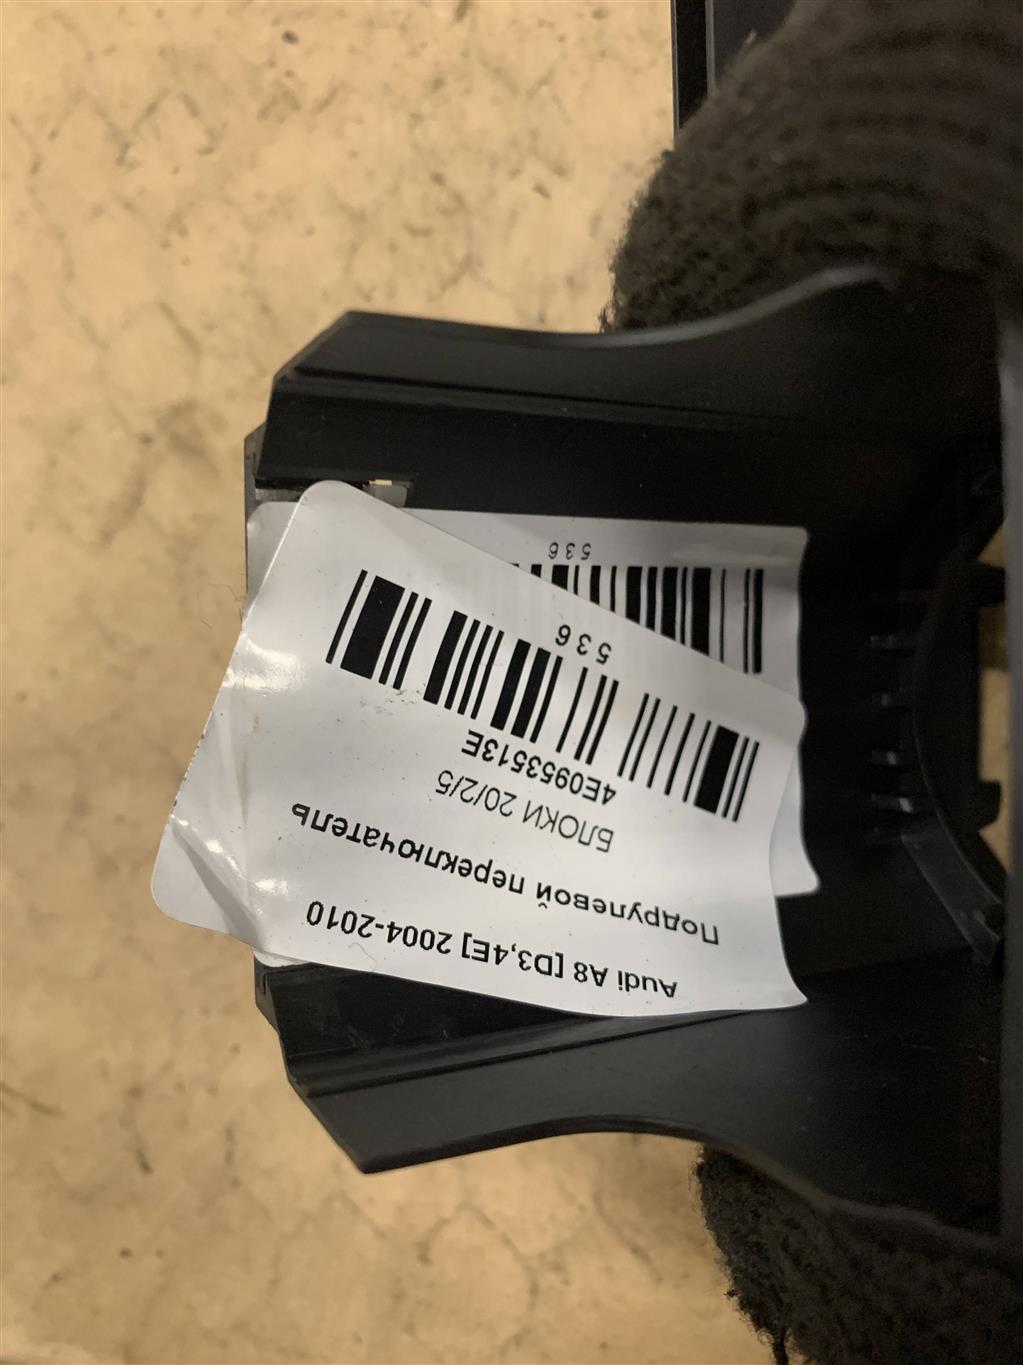 Audi A8 [D3,4E] 2004-2010
Подрулевой переключатель
БЛОКИ 20/2/5
4E0953513E
536
536